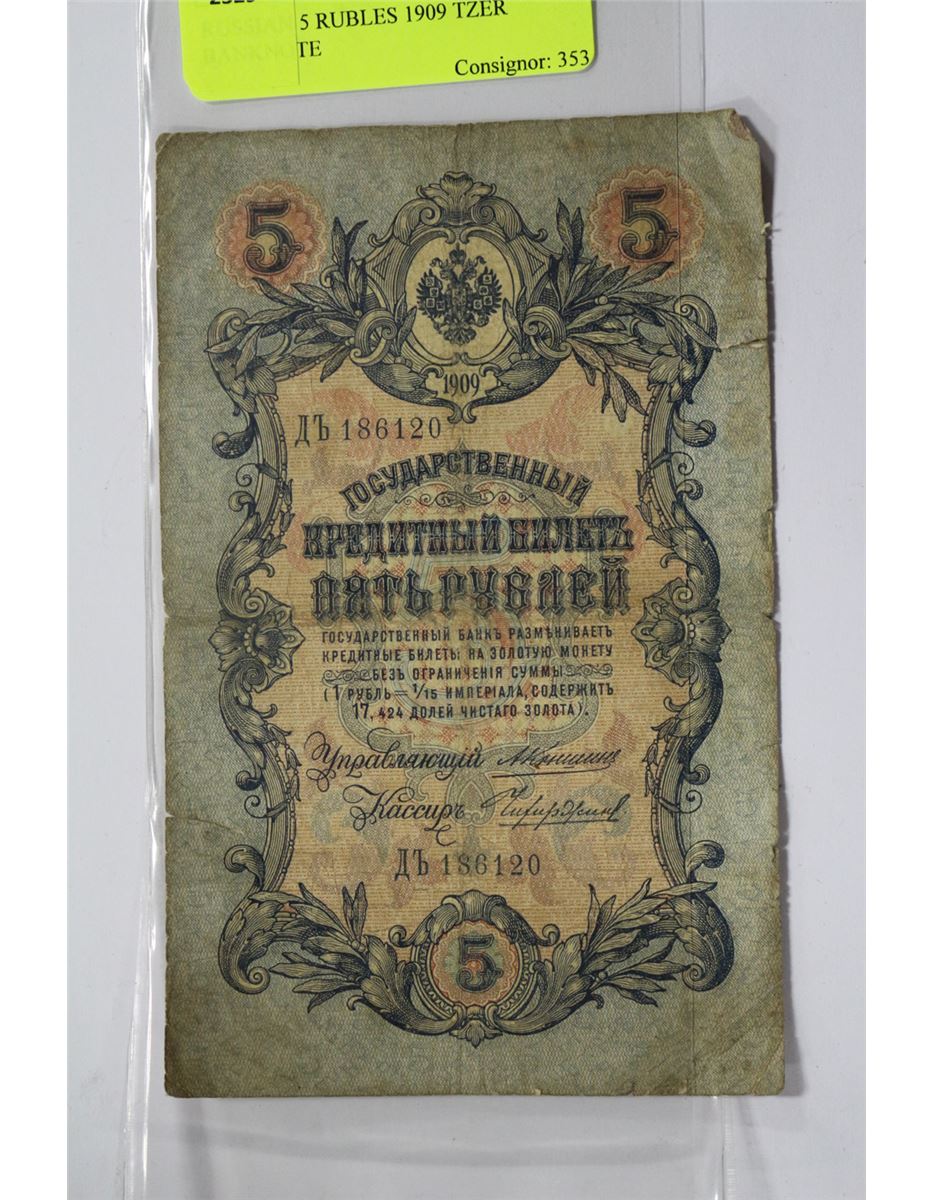 5 RUBLES 1909 TZER
TE
Consignor: 353
5 5
1909
ДЪ 186120
ГОСУДАРСТВЕННЫЙ
КРЕДИТНЫЙ БИЛЕТЪ
ПЯТЬ РУБЛЕЙ
ГОСУДАРСТВЕННЫЙ БАНКЪ РАЗМѢНИВАЕТЪ
КРЕДИТНЫЕ БИЛЕТЫ НА ЗОЛОТУЮ МОНЕТУ
БЕЗЪ ОГРАНИЧЕНІЯ СУММЫ
(1 РУБЛЬ = 1/15 ИМПЕРІАЛА, СОДЕРЖИТЪ
17,424 ДОЛЕЙ ЧИСТАГО ЗОЛОТА).
Управляющій
Кассиръ
ДЪ 186120
5